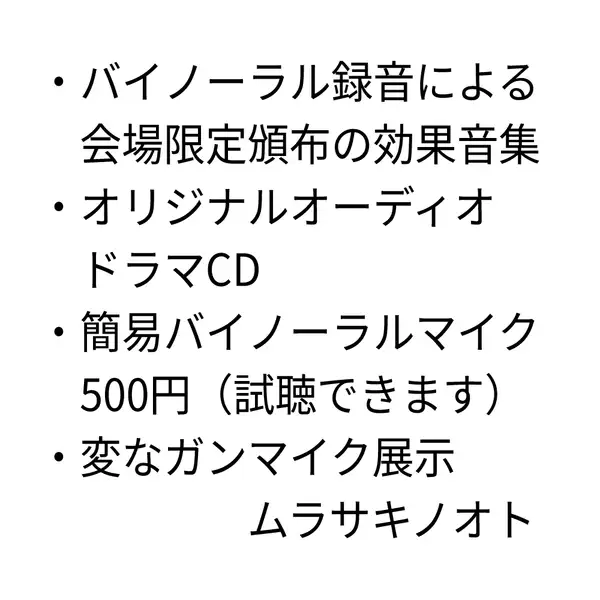 ・バイノーラル録音による
会場限定頒布の効果音集
・オリジナルオーディオ
ドラマCD
・簡易バイノーラルマイク
500円（試聴できます）
・変なガンマイク展示
ムラサキノオト